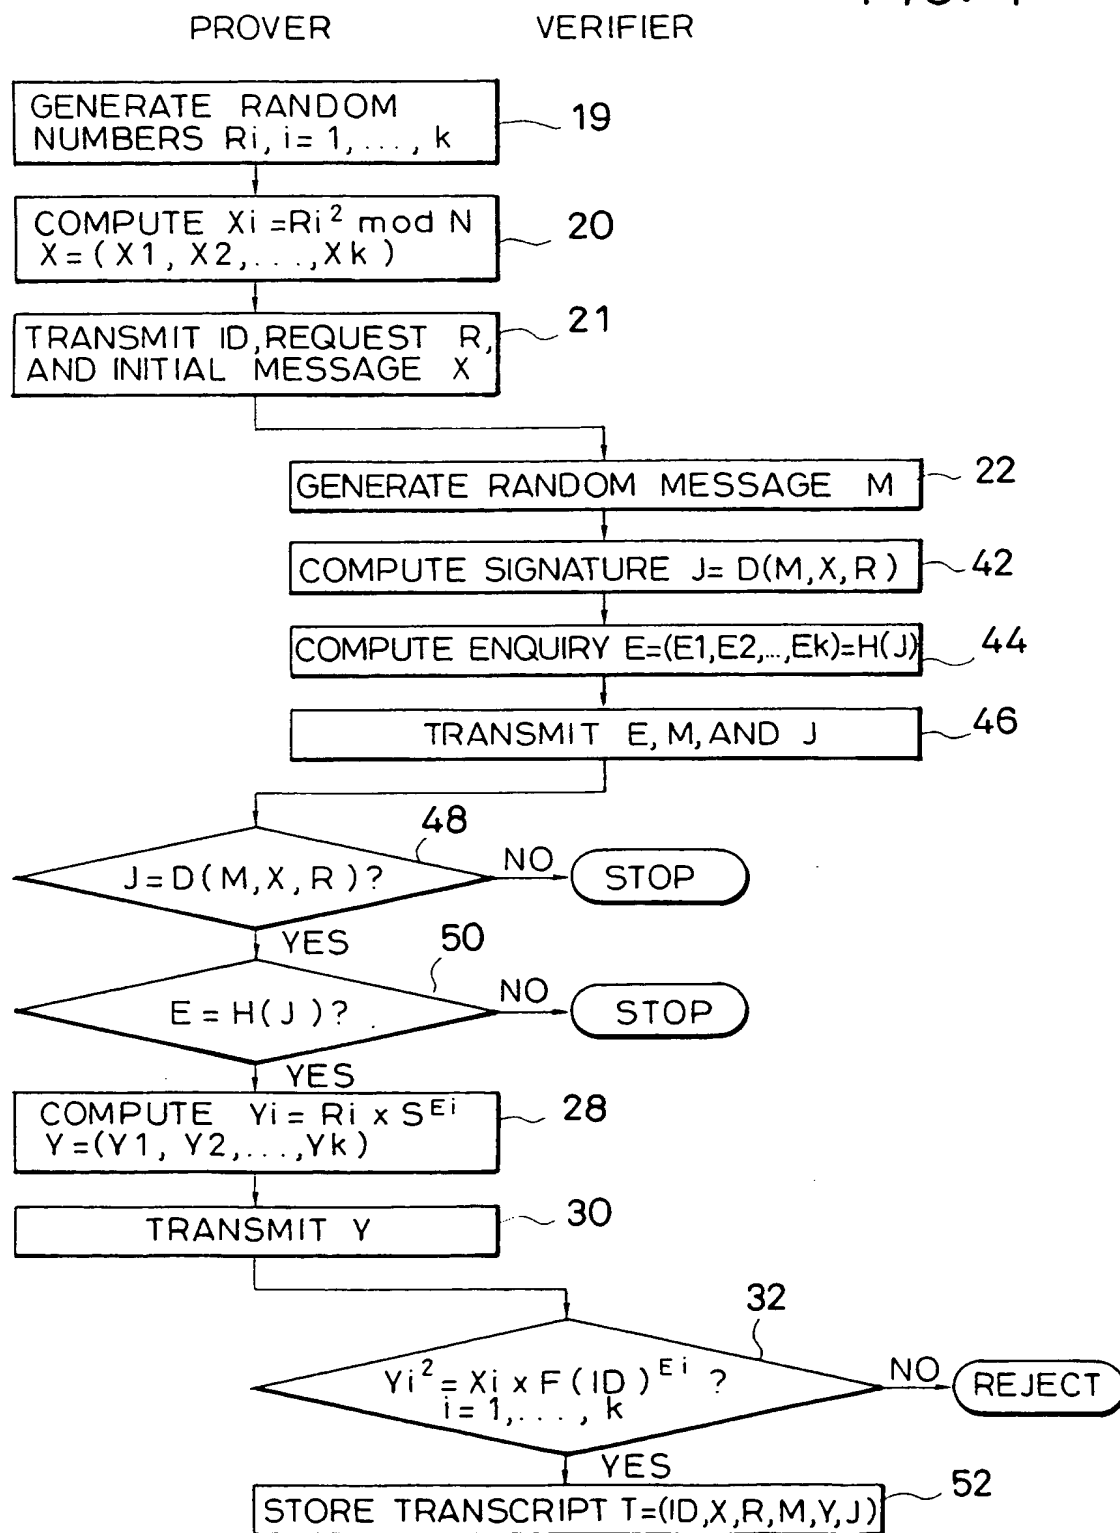 PROVER VERIFIER
GENERATE RANDOM
NUMBERS Ri, i= 1, ..., k
19
COMPUTE Xi =Ri² mod N
X = ( X1, X2,...,Xk )
20
TRANSMIT ID,REQUEST R,
AND INITIAL MESSAGE X
21
GENERATE RANDOM MESSAGE M
22
COMPUTE SIGNATURE J= D(M,X,R)
42
COMPUTE ENQUIRY E=(E1,E2,...,Ek)=H(J)
44
TRANSMIT E, M, AND J
46
48
J=D(M,X,R)?
NO
STOP
YES
50
E = H(J)?
NO
STOP
YES
COMPUTE Yi = Ri x S^Ei
Y=(Y1, Y2,...,Yk)
28
TRANSMIT Y
30
32
Yi² = Xi x F(ID)^Ei ?
i = 1,..., k
NO
REJECT
YES
STORE TRANSCRIPT T=(ID,X,R,M,Y,J)
52